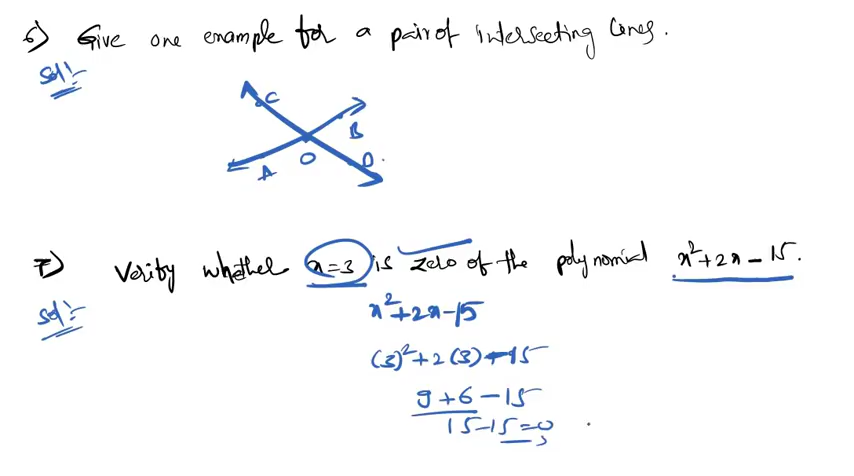 6) Give one example for a pair of intersecting lines.
Sol:-
C
B
O
D
A
7) Verify whether x=3 is zero of the polynomial x²+2x-15.
Sol:-
x²+2x-15
(3)²+2(3)-15
9+6-15
15-15=0